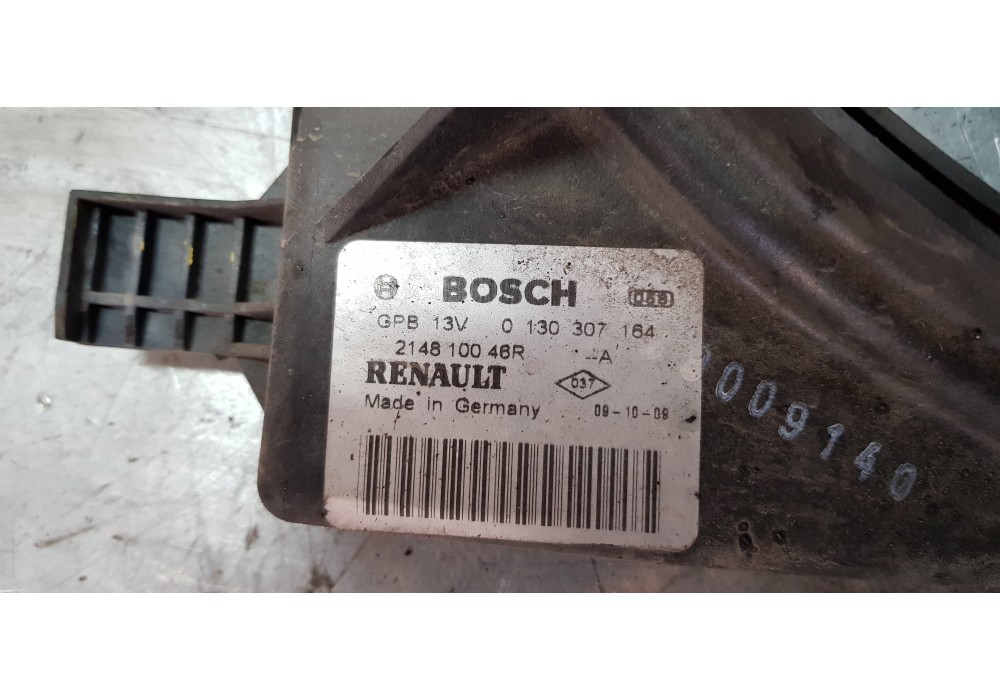 BOSCH
GPB 13V 0 130 307 164
2148 100 46R --A
RENAULT 037
Made in Germany 09-10-09
009140